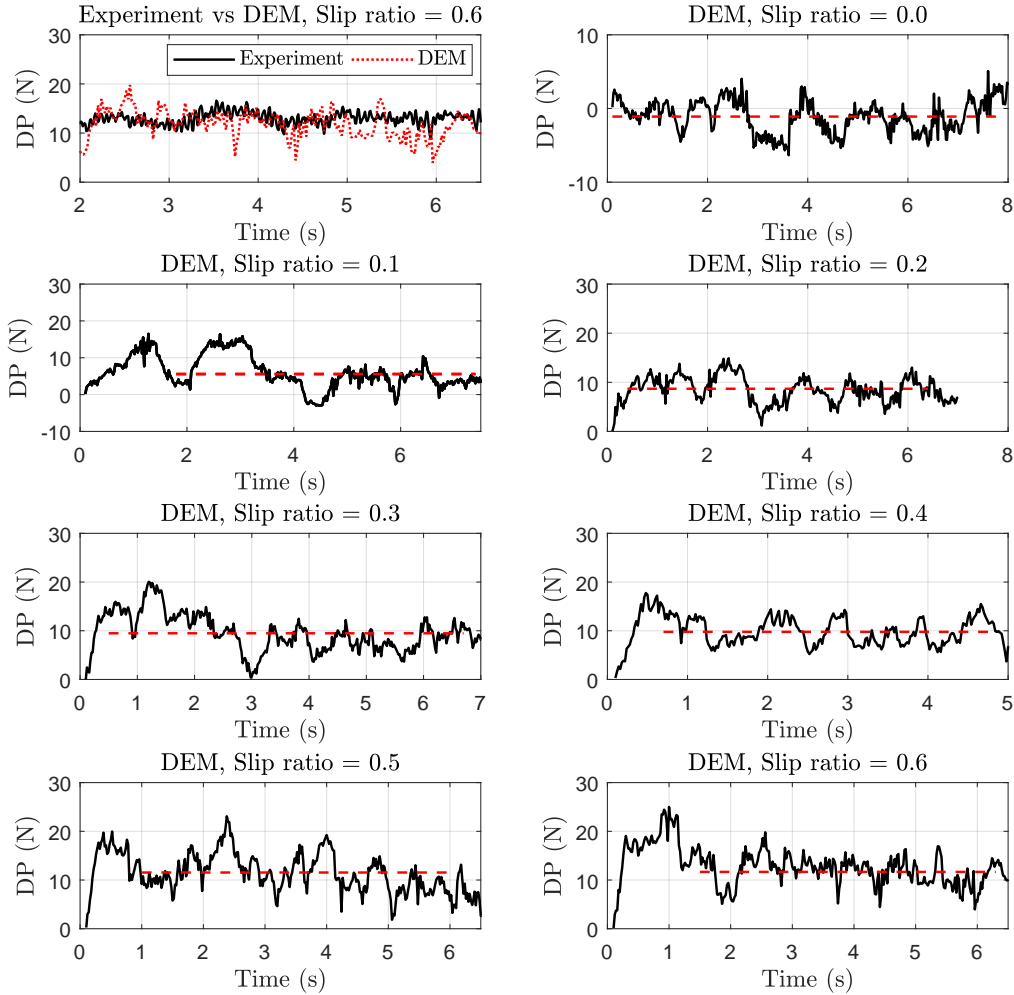 Experiment vs DEM, Slip ratio = 0.6
30
20
10
0
DP (N)
Experiment
DEM
2 3 4 5 6
Time (s)
DEM, Slip ratio = 0.0
10
0
-10
DP (N)
0 2 4 6 8
Time (s)
DEM, Slip ratio = 0.1
30
20
10
0
-10
DP (N)
0 2 4 6
Time (s)
DEM, Slip ratio = 0.2
30
20
10
0
DP (N)
0 2 4 6 8
Time (s)
DEM, Slip ratio = 0.3
30
20
10
0
DP (N)
0 1 2 3 4 5 6 7
Time (s)
DEM, Slip ratio = 0.4
30
20
10
0
DP (N)
0 1 2 3 4 5
Time (s)
DEM, Slip ratio = 0.5
30
20
10
0
DP (N)
0 1 2 3 4 5 6
Time (s)
DEM, Slip ratio = 0.6
30
20
10
0
DP (N)
0 1 2 3 4 5 6
Time (s)